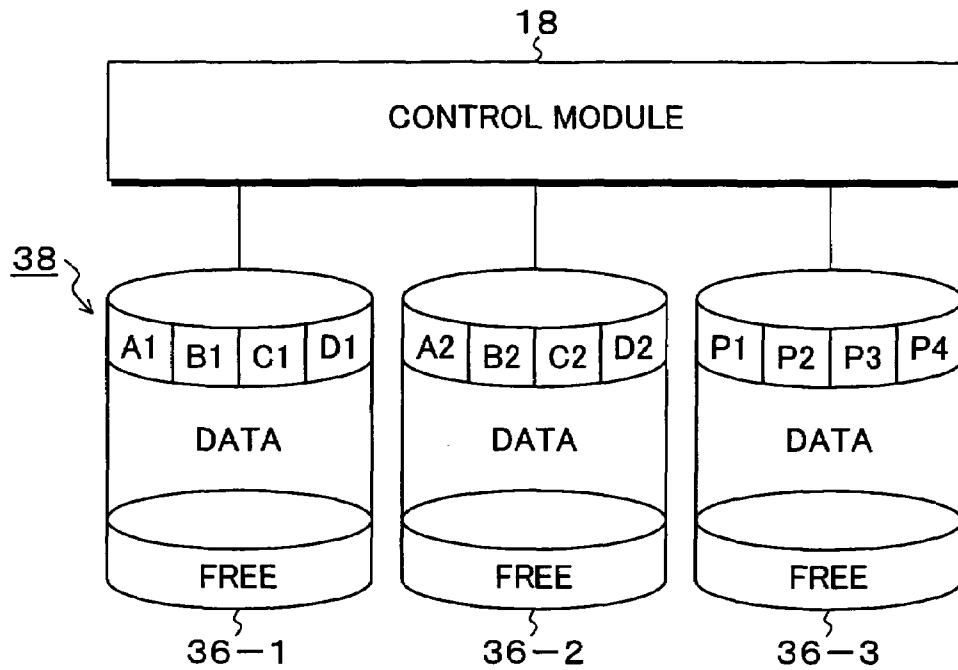 18
CONTROL MODULE
38
A1 B1 C1 D1 A2 B2 C2 D2 P1 P2 P3 P4
DATA DATA DATA
FREE FREE FREE
36-1 36-2 36-3